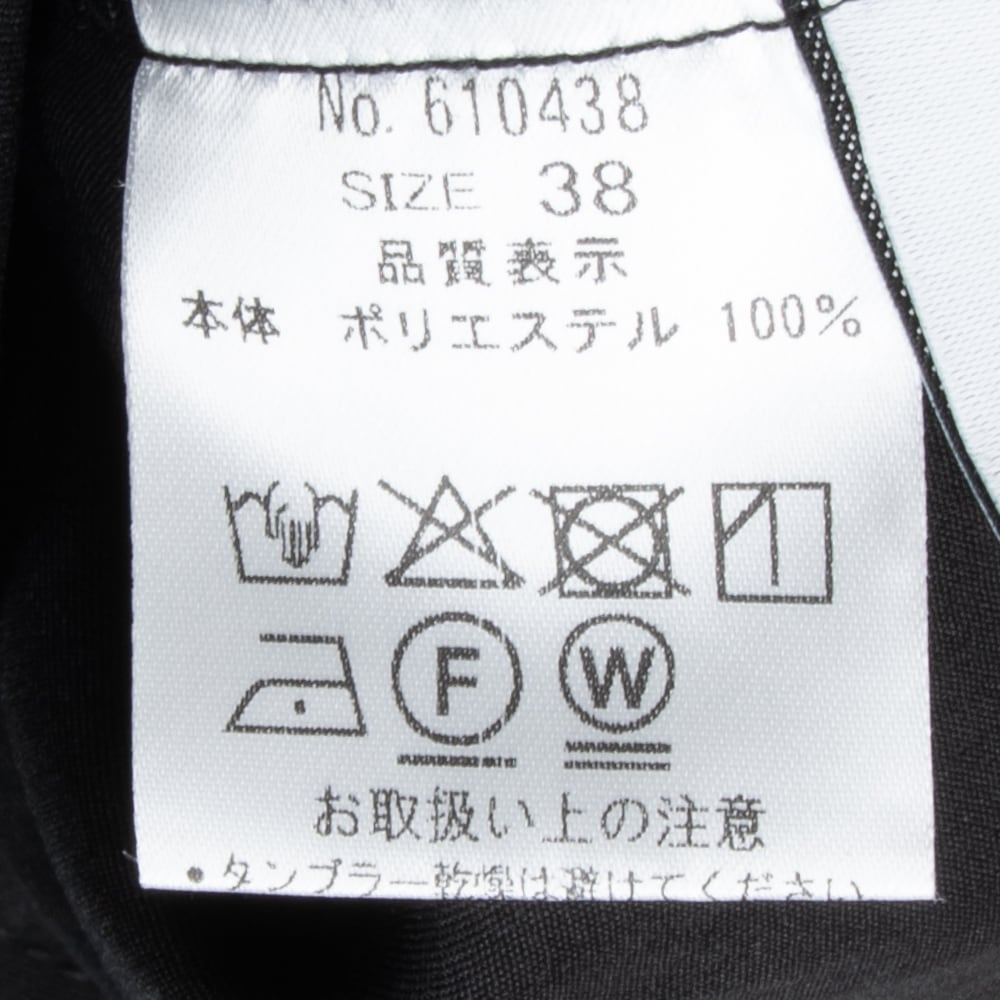 No. 610438
SIZE 38
品質表示
本体 ポリエステル 100%
F W
お取扱い上の注意
・タンブラー乾燥は避けてください